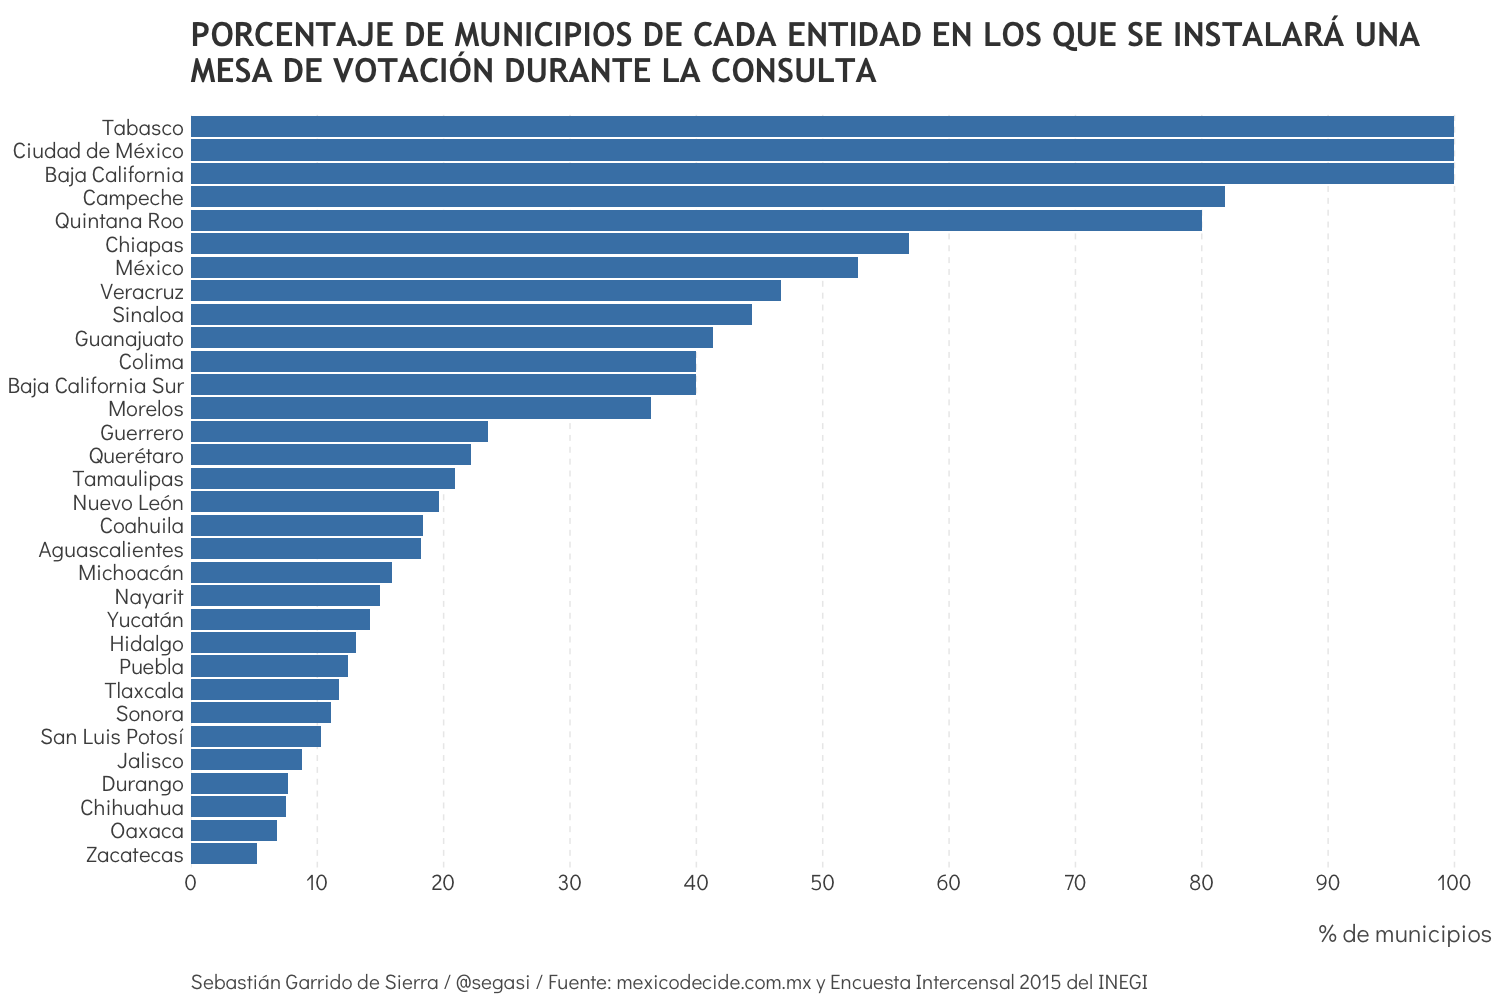 PORCENTAJE DE MUNICIPIOS DE CADA ENTIDAD EN LOS QUE SE INSTALARÁ UNA
MESA DE VOTACIÓN DURANTE LA CONSULTA
Tabasco
Ciudad de México
Baja California
Campeche
Quintana Roo
Chiapas
México
Veracruz
Sinaloa
Guanajuato
Colima
Baja California Sur
Morelos
Guerrero
Querétaro
Tamaulipas
Nuevo León
Coahuila
Aguascalientes
Michoacán
Nayarit
Yucatán
Hidalgo
Puebla
Tlaxcala
Sonora
San Luis Potosí
Jalisco
Durango
Chihuahua
Oaxaca
Zacatecas
0 10 20 30 40 50 60 70 80 90 100
% de municipios
Sebastián Garrido de Sierra / @segasi / Fuente: mexicodecide.com.mx y Encuesta Intercensal 2015 del INEGI